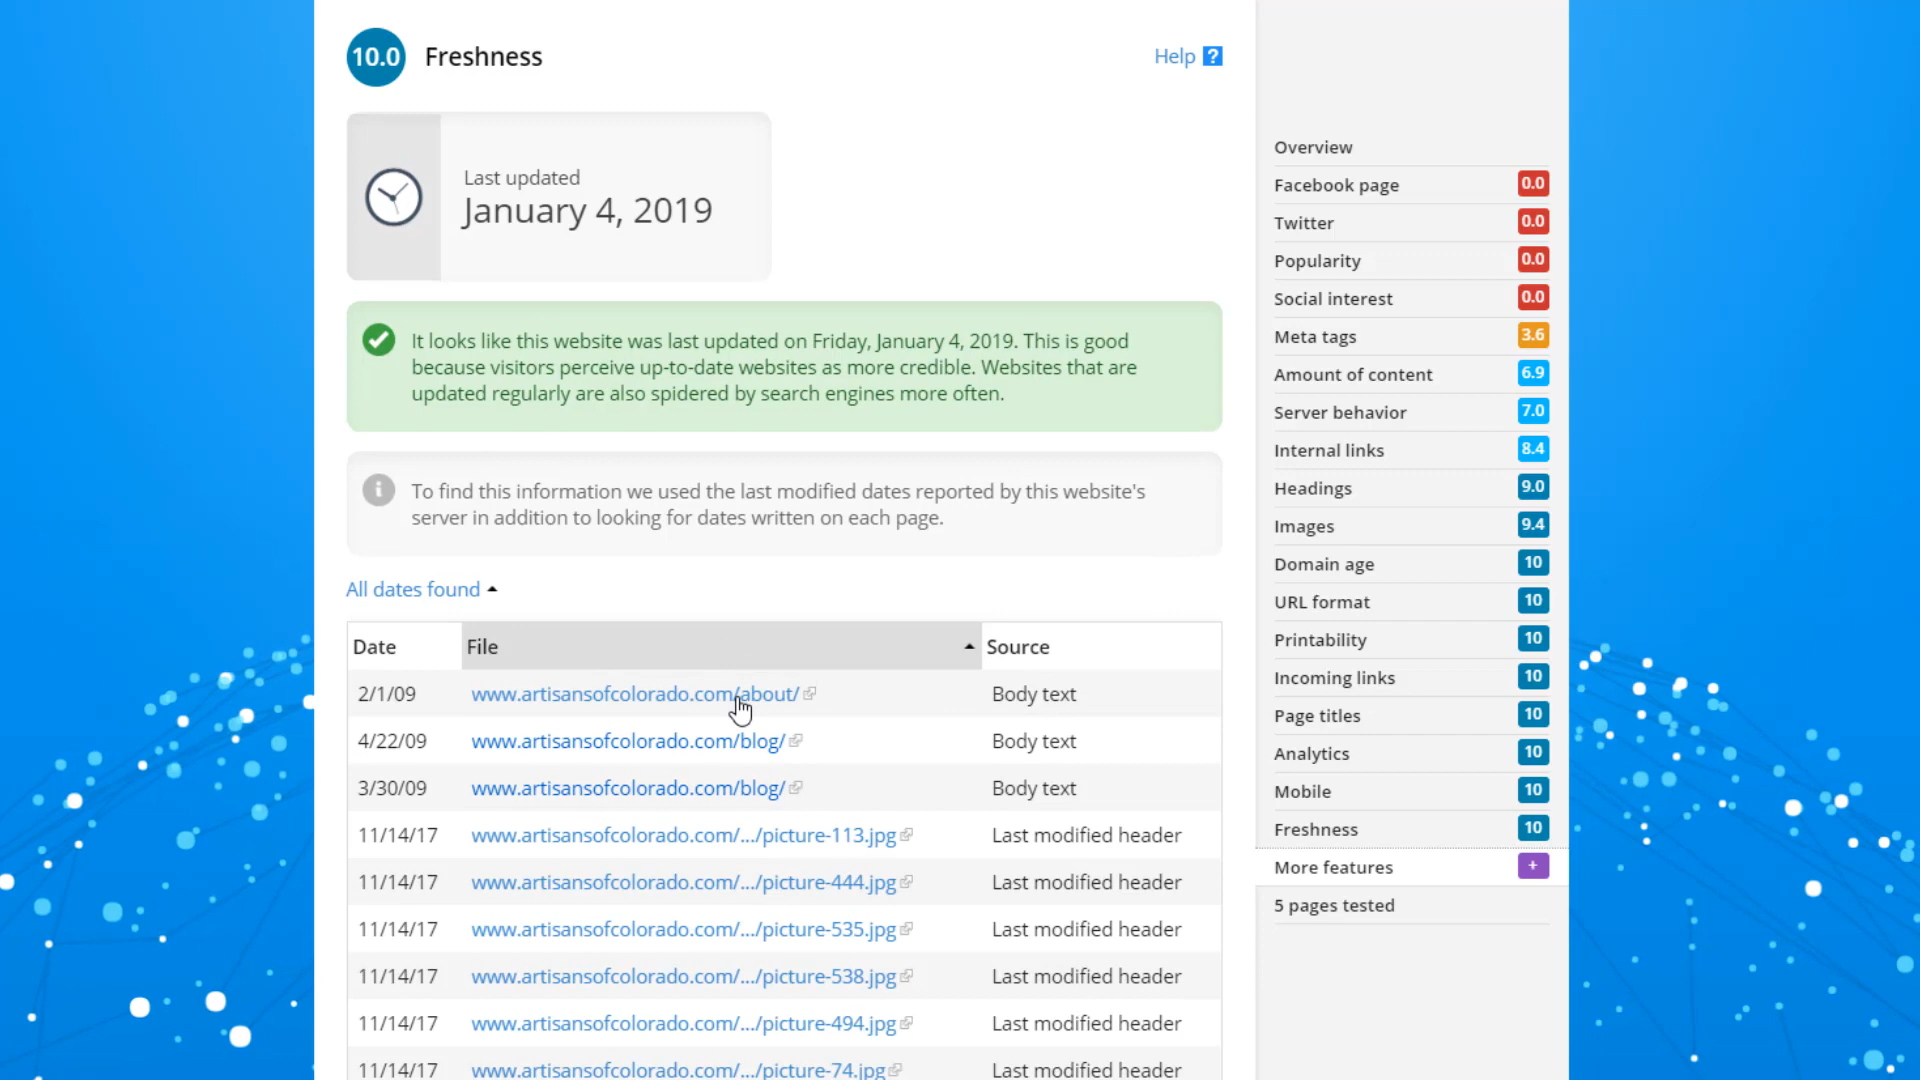 10.0 Freshness
Help ?
Last updated
January 4, 2019
It looks like this website was last updated on Friday, January 4, 2019. This is good
because visitors perceive up-to-date websites as more credible. Websites that are
updated regularly are also spidered by search engines more often.
To find this information we used the last modified dates reported by this website's
server in addition to looking for dates written on each page.
All dates found
Date File Source
2/1/09 www.artisansofcolorado.com/about/ Body text
4/22/09 www.artisansofcolorado.com/blog/ Body text
3/30/09 www.artisansofcolorado.com/blog/ Body text
11/14/17 www.artisansofcolorado.com/.../picture-113.jpg Last modified header
11/14/17 www.artisansofcolorado.com/.../picture-444.jpg Last modified header
11/14/17 www.artisansofcolorado.com/.../picture-535.jpg Last modified header
11/14/17 www.artisansofcolorado.com/.../picture-538.jpg Last modified header
11/14/17 www.artisansofcolorado.com/.../picture-494.jpg Last modified header
11/14/17 www.artisansofcolorado.com/.../picture-74.jpg Last modified header
Overview
Facebook page 0.0
Twitter 0.0
Popularity 0.0
Social interest 0.0
Meta tags 3.6
Amount of content 6.9
Server behavior 7.0
Internal links 8.4
Headings 9.0
Images 9.4
Domain age 10
URL format 10
Printability 10
Incoming links 10
Page titles 10
Analytics 10
Mobile 10
Freshness 10
More features +
5 pages tested